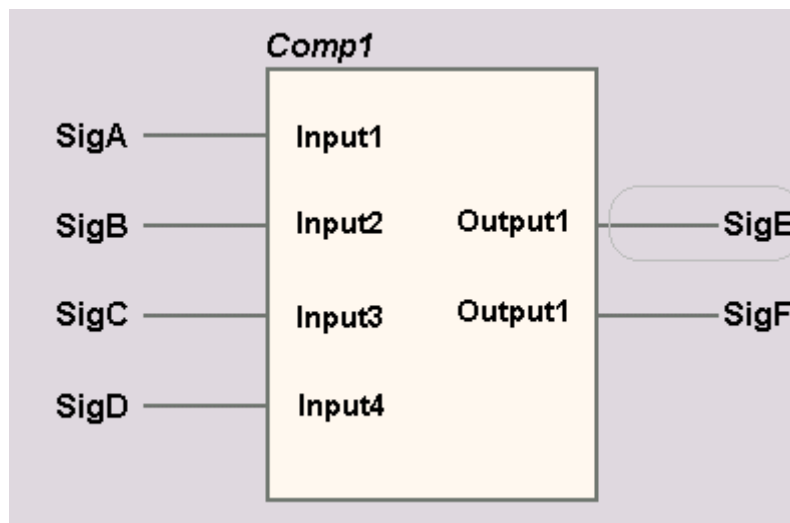 Comp1
SigA
Input1
SigB
Input2
Output1
SigE
SigC
Input3
Output1
SigF
SigD
Input4